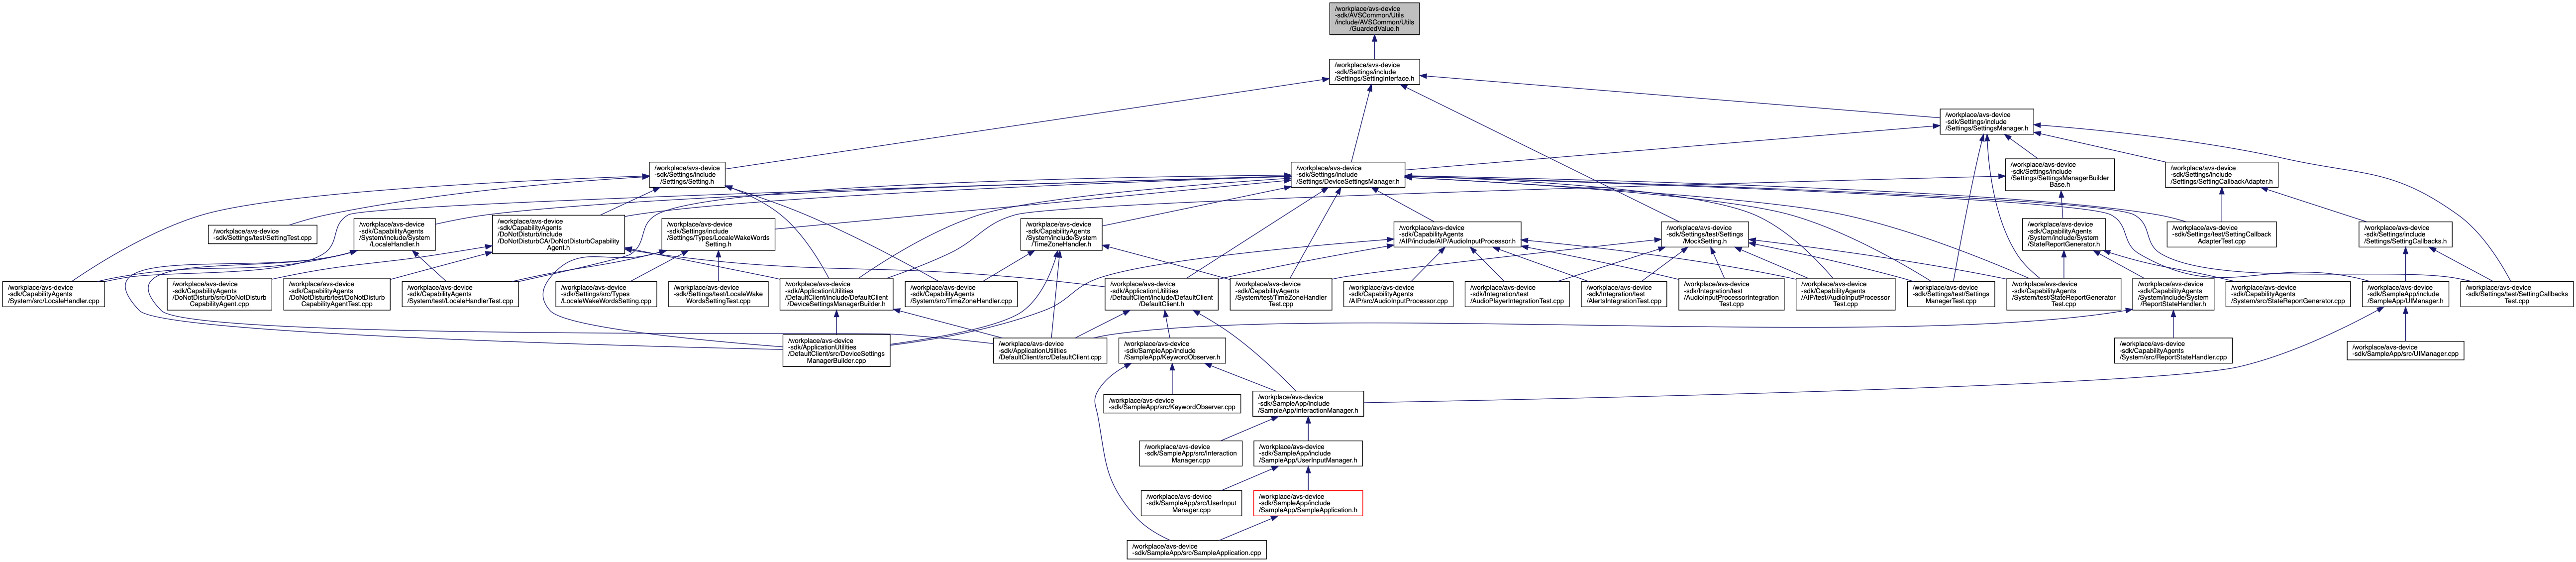 /workplace/avs-device
-sdk/AVSCommon/Utils
/include/AVSCommon/Utils
/GuardedValue.h
/workplace/avs-device
-sdk/Settings/include
/Settings/SettingInterface.h
/workplace/avs-device
-sdk/Settings/include
/Settings/SettingsManager.h
/workplace/avs-device
-sdk/Settings/include
/Settings/Setting.h
/workplace/avs-device
-sdk/Settings/include
/Settings/DeviceSettingsManager.h
/workplace/avs-device
-sdk/Settings/include
/Settings/SettingsManagerBuilder
Base.h
/workplace/avs-device
-sdk/Settings/include
/Settings/SettingCallbackAdapter.h
/workplace/avs-device
-sdk/Settings/test/SettingTest.cpp
/workplace/avs-device
-sdk/CapabilityAgents
/System/include/System
/LocaleHandler.h
/workplace/avs-device
-sdk/CapabilityAgents
/DoNotDisturb/include
/DoNotDisturbCA/DoNotDisturbCapability
Agent.h
/workplace/avs-device
-sdk/Settings/include
/Settings/Types/LocaleWakeWords
Setting.h
/workplace/avs-device
-sdk/CapabilityAgents
/System/include/System
/TimeZoneHandler.h
/workplace/avs-device
-sdk/CapabilityAgents
/AIP/include/AIP/AudioInputProcessor.h
/workplace/avs-device
-sdk/Settings/test/Settings
/MockSetting.h
/workplace/avs-device
-sdk/CapabilityAgents
/System/include/System
/StateReportGenerator.h
/workplace/avs-device
-sdk/Settings/test/SettingCallback
AdapterTest.cpp
/workplace/avs-device
-sdk/Settings/include
/Settings/SettingCallbacks.h
/workplace/avs-device
-sdk/CapabilityAgents
/System/src/LocaleHandler.cpp
/workplace/avs-device
-sdk/CapabilityAgents
/DoNotDisturb/src/DoNotDisturb
CapabilityAgent.cpp
/workplace/avs-device
-sdk/CapabilityAgents
/DoNotDisturb/test/DoNotDisturb
CapabilityAgentTest.cpp
/workplace/avs-device
-sdk/CapabilityAgents
/System/test/LocaleHandlerTest.cpp
/workplace/avs-device
-sdk/Settings/src/Types
/LocaleWakeWordsSetting.cpp
/workplace/avs-device
-sdk/Settings/test/LocaleWake
WordsSettingTest.cpp
/workplace/avs-device
-sdk/ApplicationUtilities
/DefaultClient/include/DefaultClient
/DeviceSettingsManagerBuilder.h
/workplace/avs-device
-sdk/CapabilityAgents
/System/src/TimeZoneHandler.cpp
/workplace/avs-device
-sdk/ApplicationUtilities
/DefaultClient/include/DefaultClient
/DefaultClient.h
/workplace/avs-device
-sdk/CapabilityAgents
/System/test/TimeZoneHandler
Test.cpp
/workplace/avs-device
-sdk/CapabilityAgents
/AIP/src/AudioInputProcessor.cpp
/workplace/avs-device
-sdk/Integration/test
/AudioPlayerIntegrationTest.cpp
/workplace/avs-device
-sdk/Integration/test
/AlertsIntegrationTest.cpp
/workplace/avs-device
-sdk/Integration/test
/AudioInputProcessorIntegration
Test.cpp
/workplace/avs-device
-sdk/CapabilityAgents
/AIP/test/AudioInputProcessor
Test.cpp
/workplace/avs-device
-sdk/Settings/test/Settings
ManagerTest.cpp
/workplace/avs-device
-sdk/CapabilityAgents
/System/test/StateReportGenerator
Test.cpp
/workplace/avs-device
-sdk/CapabilityAgents
/System/include/System
/ReportStateHandler.h
/workplace/avs-device
-sdk/CapabilityAgents
/System/src/StateReportGenerator.cpp
/workplace/avs-device
-sdk/SampleApp/include
/SampleApp/UIManager.h
/workplace/avs-device
-sdk/Settings/test/SettingCallbacks
Test.cpp
/workplace/avs-device
-sdk/ApplicationUtilities
/DefaultClient/src/DeviceSettings
ManagerBuilder.cpp
/workplace/avs-device
-sdk/ApplicationUtilities
/DefaultClient/src/DefaultClient.cpp
/workplace/avs-device
-sdk/SampleApp/include
/SampleApp/KeywordObserver.h
/workplace/avs-device
-sdk/CapabilityAgents
/System/src/ReportStateHandler.cpp
/workplace/avs-device
-sdk/SampleApp/src/UIManager.cpp
/workplace/avs-device
-sdk/SampleApp/src/KeywordObserver.cpp
/workplace/avs-device
-sdk/SampleApp/include
/SampleApp/InteractionManager.h
/workplace/avs-device
-sdk/SampleApp/src/Interaction
Manager.cpp
/workplace/avs-device
-sdk/SampleApp/include
/SampleApp/UserInputManager.h
/workplace/avs-device
-sdk/SampleApp/src/UserInput
Manager.cpp
/workplace/avs-device
-sdk/SampleApp/include
/SampleApp/SampleApplication.h
/workplace/avs-device
-sdk/SampleApp/src/SampleApplication.cpp